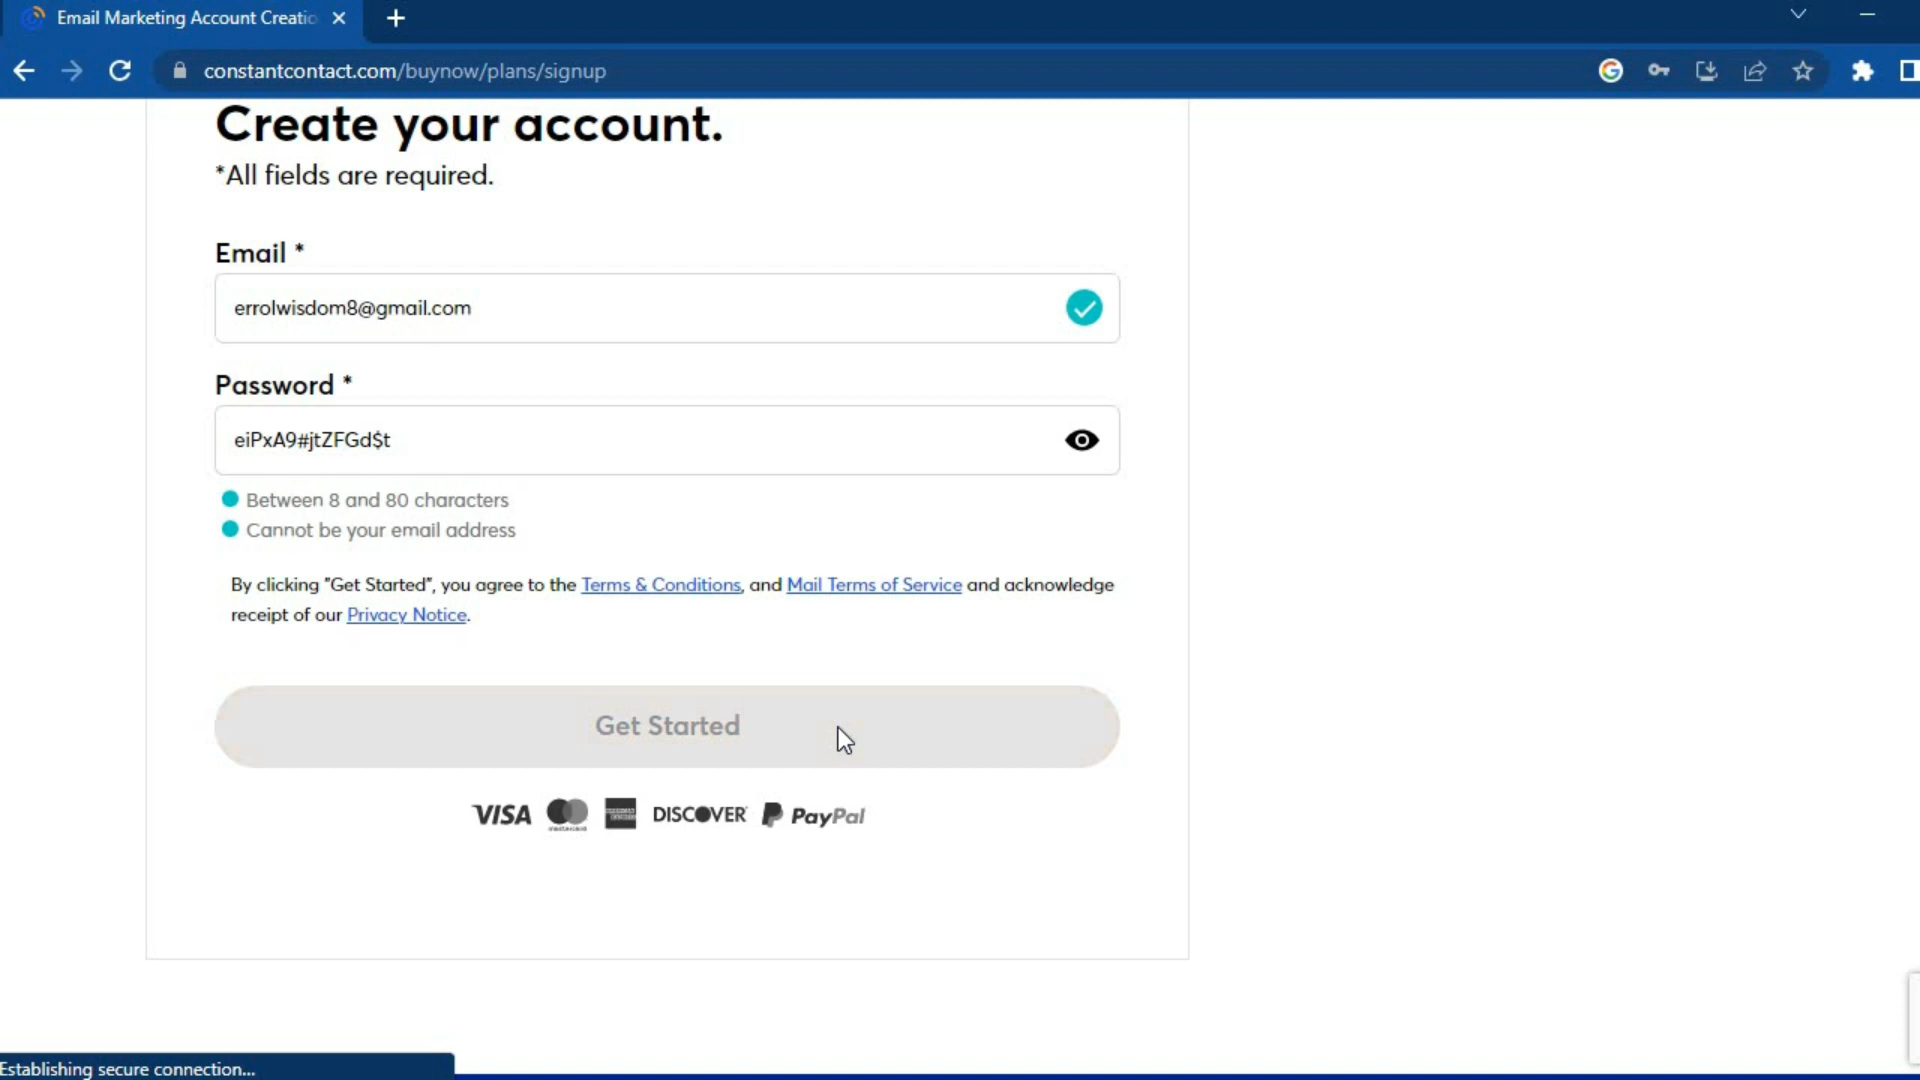 Email Marketing Account Creatio
constantcontact.com/buynow/plans/signup
Create your account.
*All fields are required.
Email *
errolwisdom8@gmail.com
Password *
eiPxA9#jtZFGd$t
Between 8 and 80 characters
Cannot be your email address
By clicking "Get Started", you agree to the Terms & Conditions, and Mail Terms of Service and acknowledge
receipt of our Privacy Notice.
Get Started
VISA mastercard DISCOVER PayPal
Establishing secure connection...